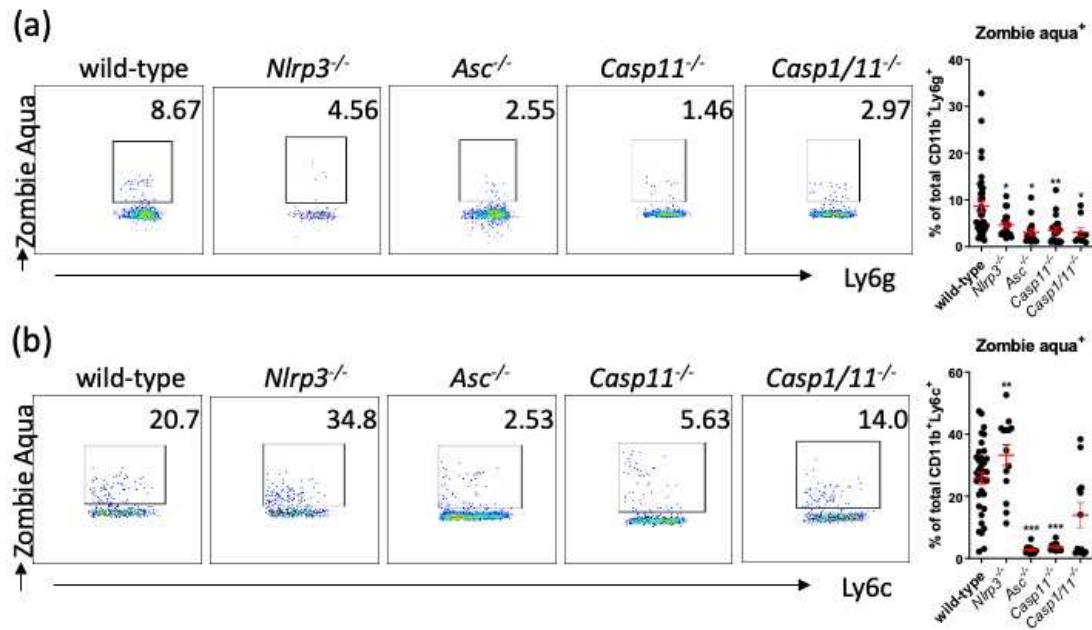 (a)
wild-type Nlrp3-/- Asc-/- Casp11-/- Casp1/11-/-
8.67 4.56 2.55 1.46 2.97
Zombie Aqua
Ly6g
Zombie aqua+
% of total CD11b+Ly6g+
40
30
20
10
0
* * ** *
wild-type
Nlrp3-/-
Asc-/-
Casp11-/-
Casp1/11-/-
(b)
wild-type Nlrp3-/- Asc-/- Casp11-/- Casp1/11-/-
20.7 34.8 2.53 5.63 14.0
Zombie Aqua
Ly6c
Zombie aqua+
% of total CD11b+Ly6c+
60
40
20
0
** *** ***
wild-type
Nlrp3-/-
Asc-/-
Casp11-/-
Casp1/11-/-